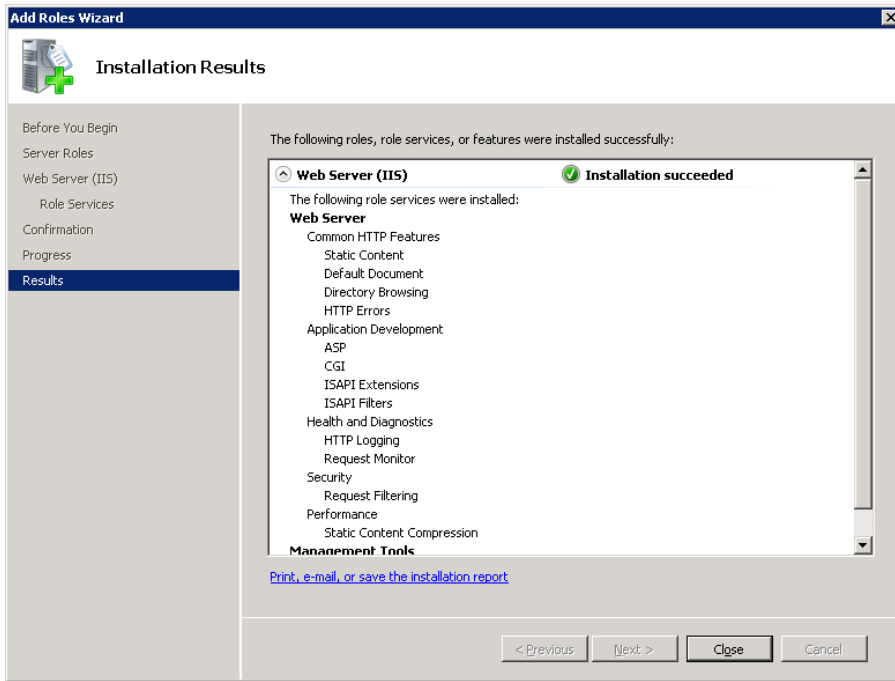 Add Roles Wizard
Installation Results
Before You Begin
Server Roles
Web Server (IIS)
Role Services
Confirmation
Progress
Results
The following roles, role services, or features were installed successfully:
Web Server (IIS) Installation succeeded
The following role services were installed:
Web Server
Common HTTP Features
Static Content
Default Document
Directory Browsing
HTTP Errors
Application Development
ASP
CGI
ISAPI Extensions
ISAPI Filters
Health and Diagnostics
HTTP Logging
Request Monitor
Security
Request Filtering
Performance
Static Content Compression
Management Tools
Print, e-mail, or save the installation report
< Previous Next > Close Cancel